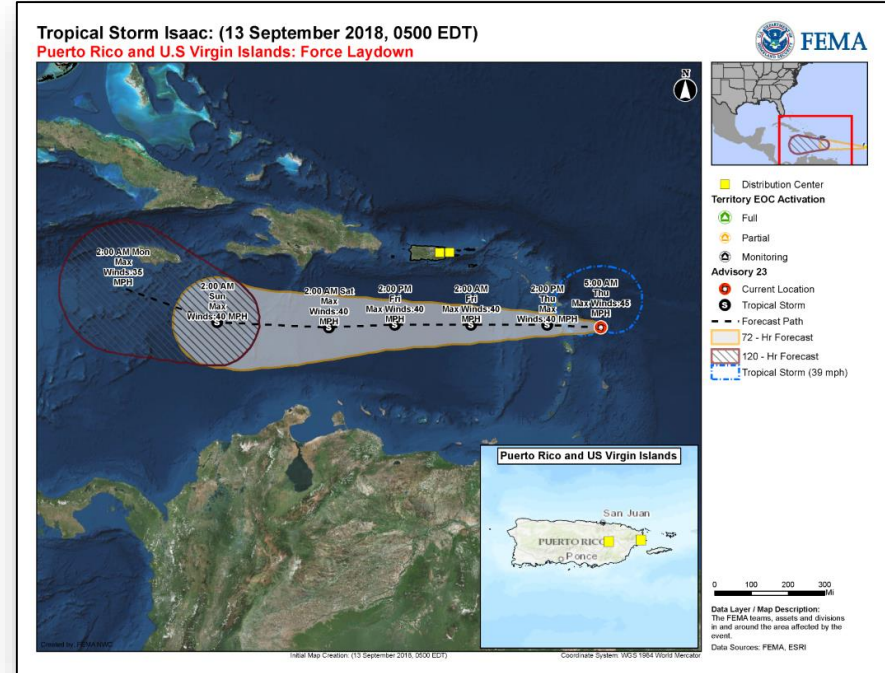 Tropical Storm Isaac: (13 September 2018, 0500 EDT)
Puerto Rico and U.S Virgin Islands: Force Laydown
FEMA
N
2:00 AM Mon
Max
Winds:35
MPH
2:00 AM
Sun
Max
Winds:40 MPH
2:00 AM Sat
Max
Winds:40
MPH
2:00 PM
Fri
Max Winds:40
MPH
2:00 AM
Fri
Max Winds:40
MPH
2:00 PM
Thu
Max
Winds:40 MPH
5:00 AM
Thu
Max Winds:45
MPH
Distribution Center
Territory EOC Activation
Full
Partial
Monitoring
Advisory 23
Current Location
Tropical Storm
Forecast Path
72 - Hr Forecast
120 - Hr Forecast
Tropical Storm (39 mph)
Puerto Rico and US Virgin Islands
San Juan
PUERTO RICO
Ponce
0 100 200 300
Mi
Data Layer / Map Description:
The FEMA teams, assets and divisions
in and around the area affected by the
event.
Data Sources: FEMA, ESRI
Created by: FEMA NWC
Initial Map Creation: (13 September 2018, 0500 EDT)
Coordinate System: WGS 1984 World Mercator